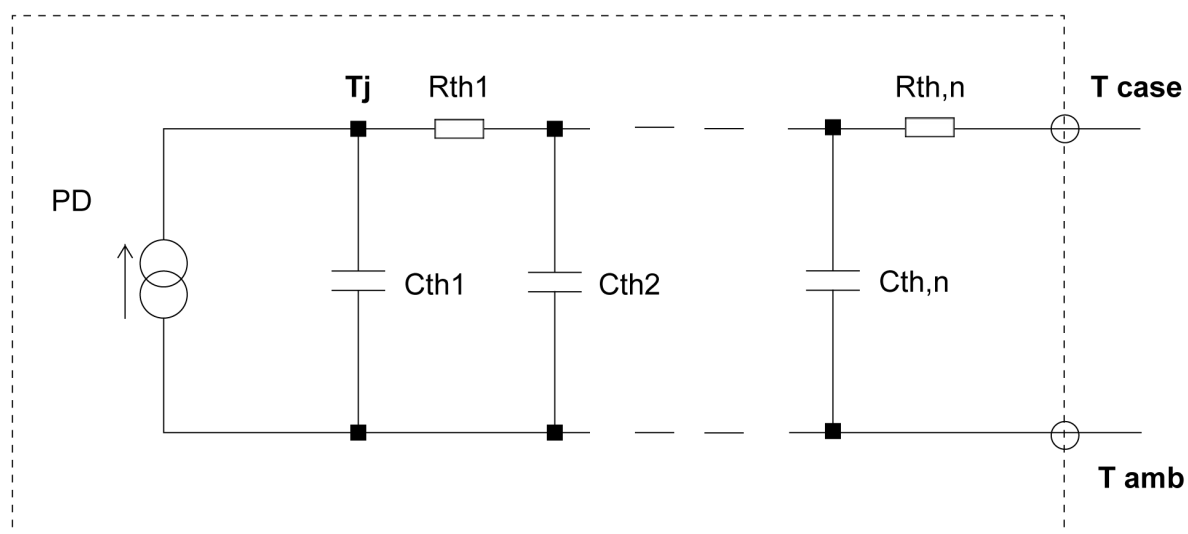 Tj
Rth1
Rth,n
T case
PD
Cth1
Cth2
Cth,n
T amb